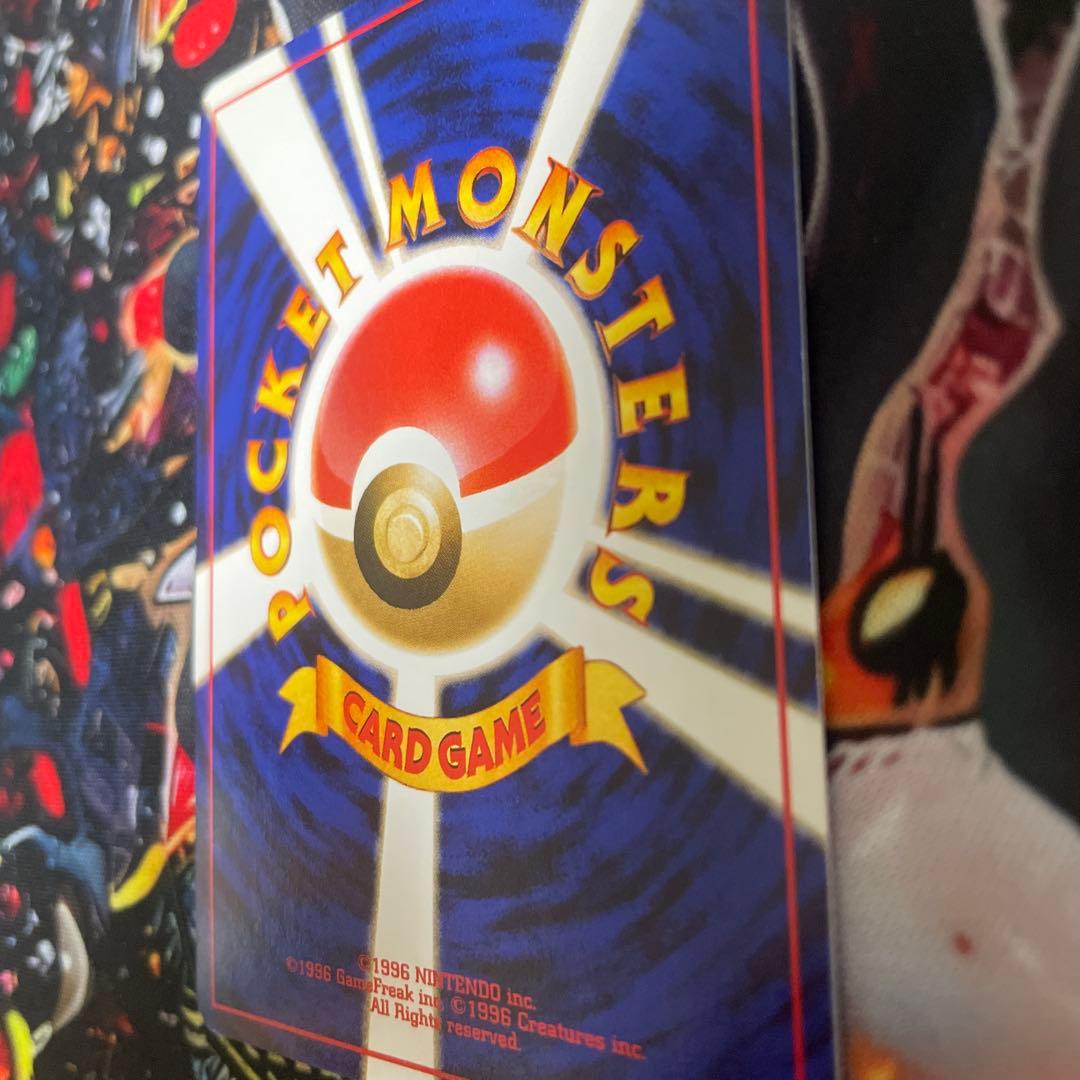 POCKET MONSTERS
CARD GAME
©1996 NINTENDO inc.
©1996 GameFreak inc. ©1996 Creatures inc.
All Rights reserved.